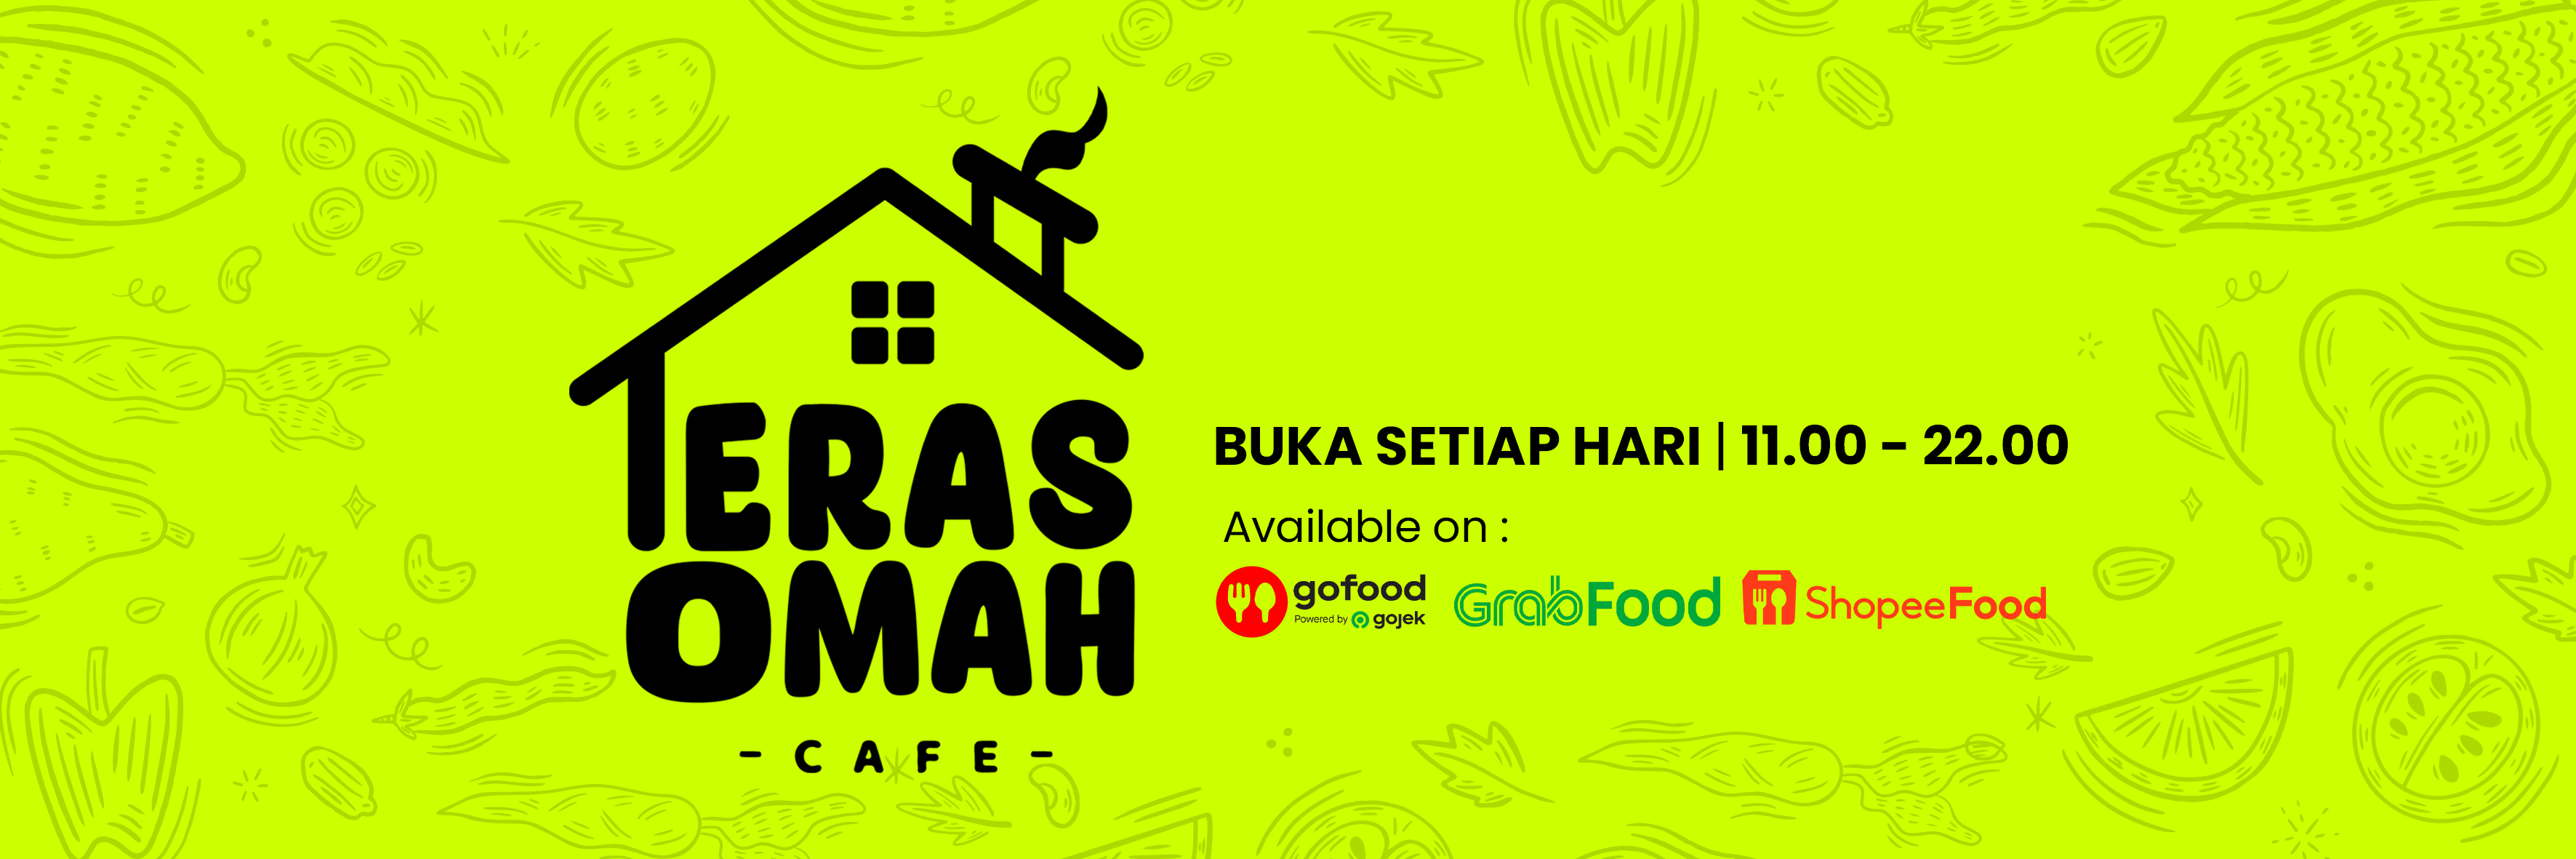 TERAS
OMAH
- CAFE -
BUKA SETIAP HARI | 11.00 - 22.00
Available on :
gofood
Powered by gojek
GrabFood
ShopeeFood